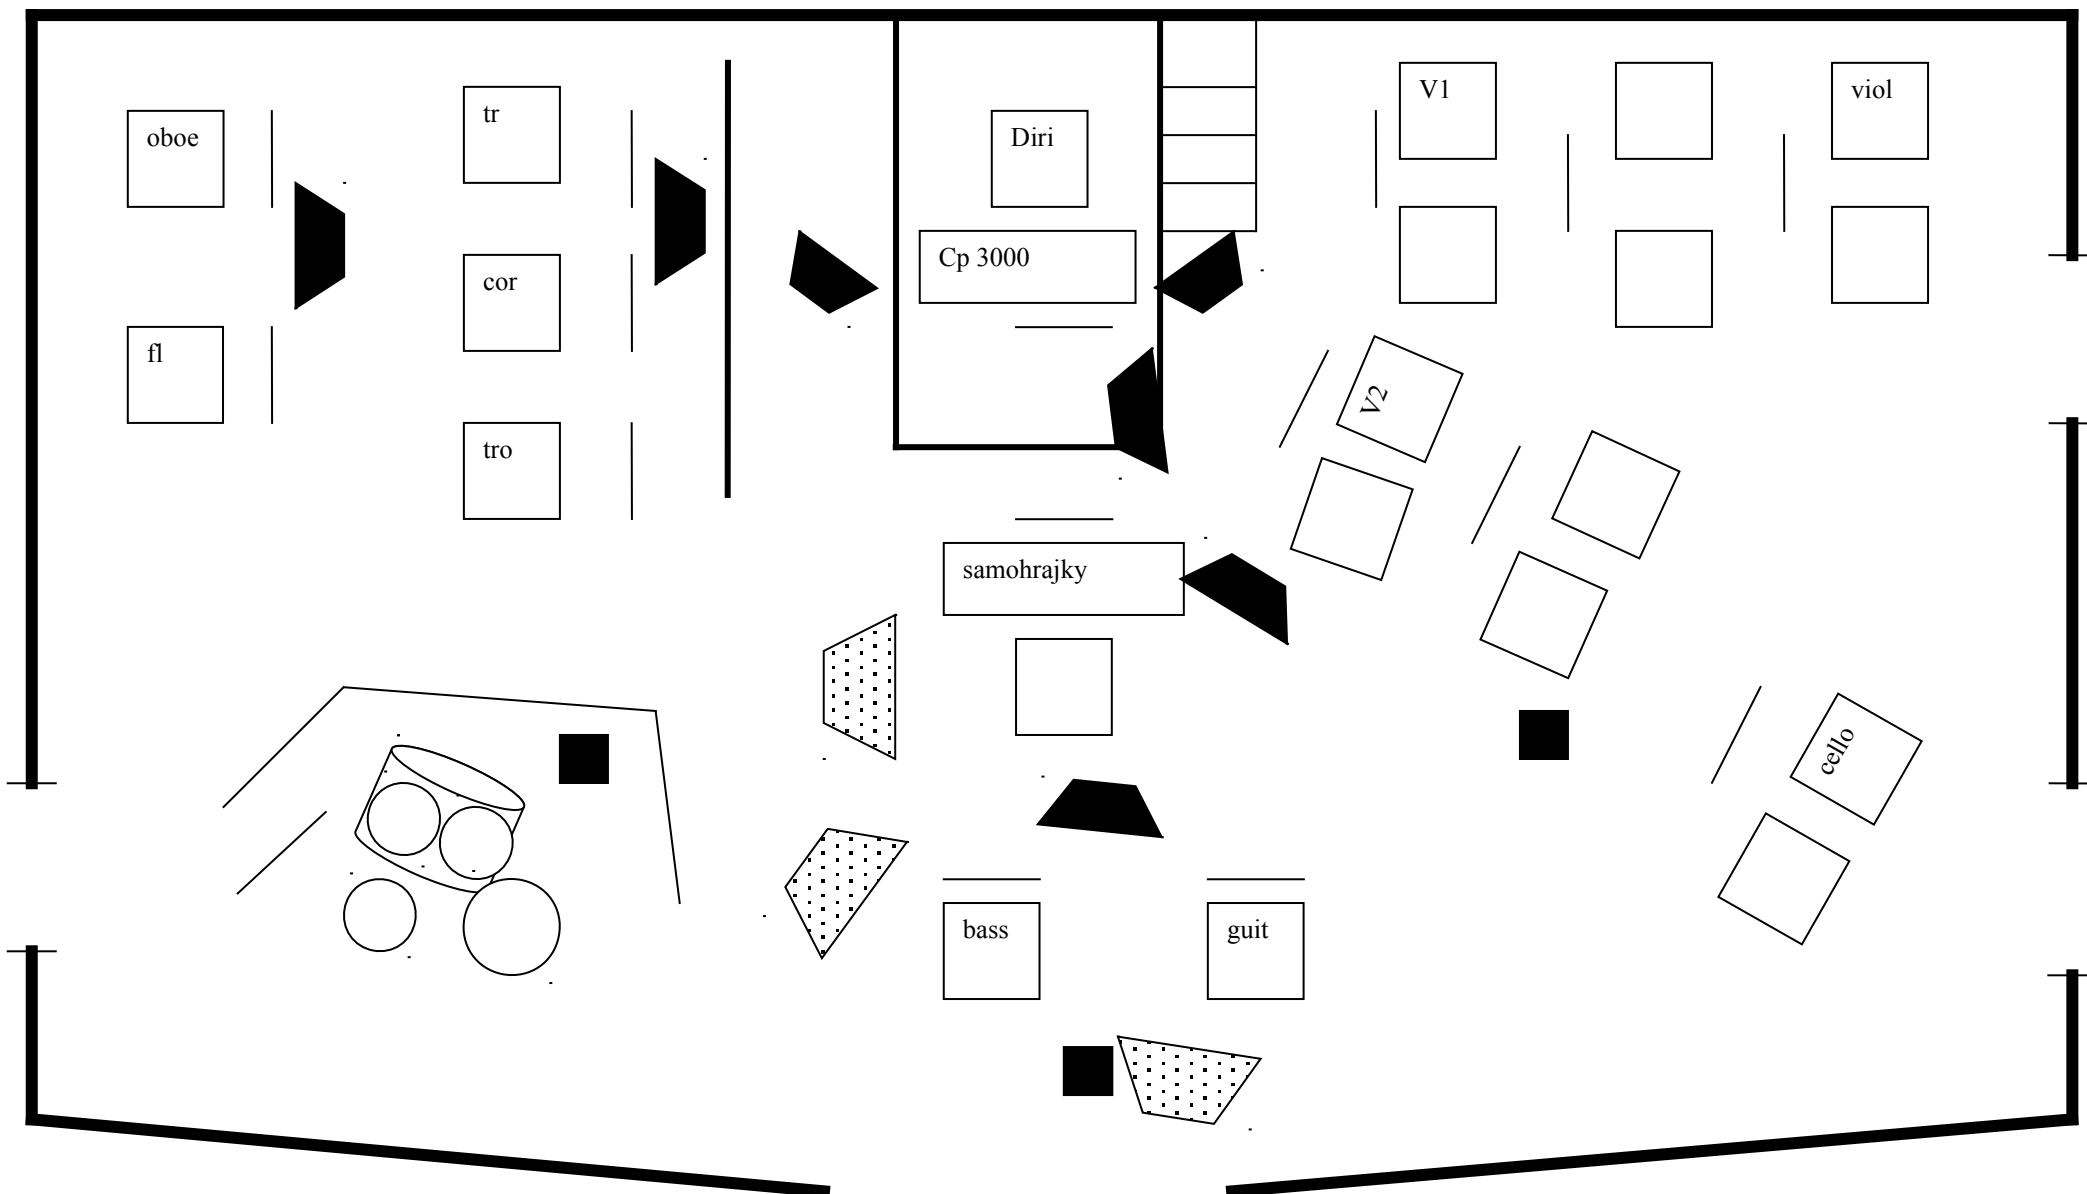 oboe
tr
Diri
V1
viol
Cp 3000
cor
fl
V2
tro
samohrajky
cello
bass
guit